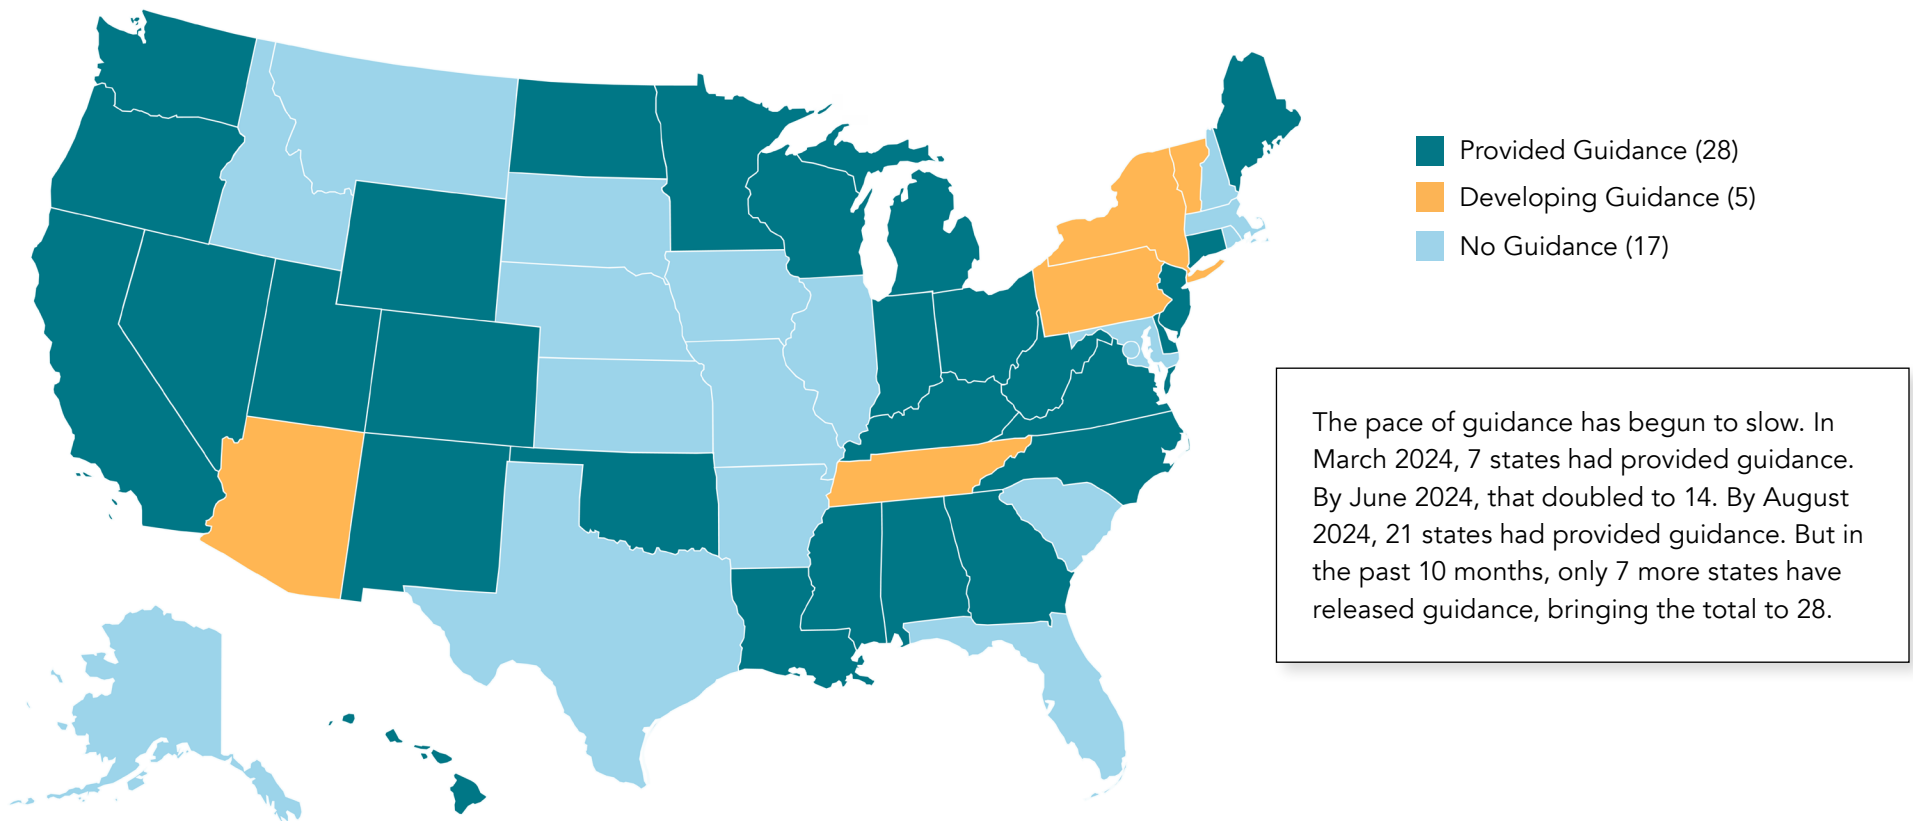 Provided Guidance (28)
Developing Guidance (5)
No Guidance (17)
The pace of guidance has begun to slow. In
March 2024, 7 states had provided guidance.
By June 2024, that doubled to 14. By August
2024, 21 states had provided guidance. But in
the past 10 months, only 7 more states have
released guidance, bringing the total to 28.